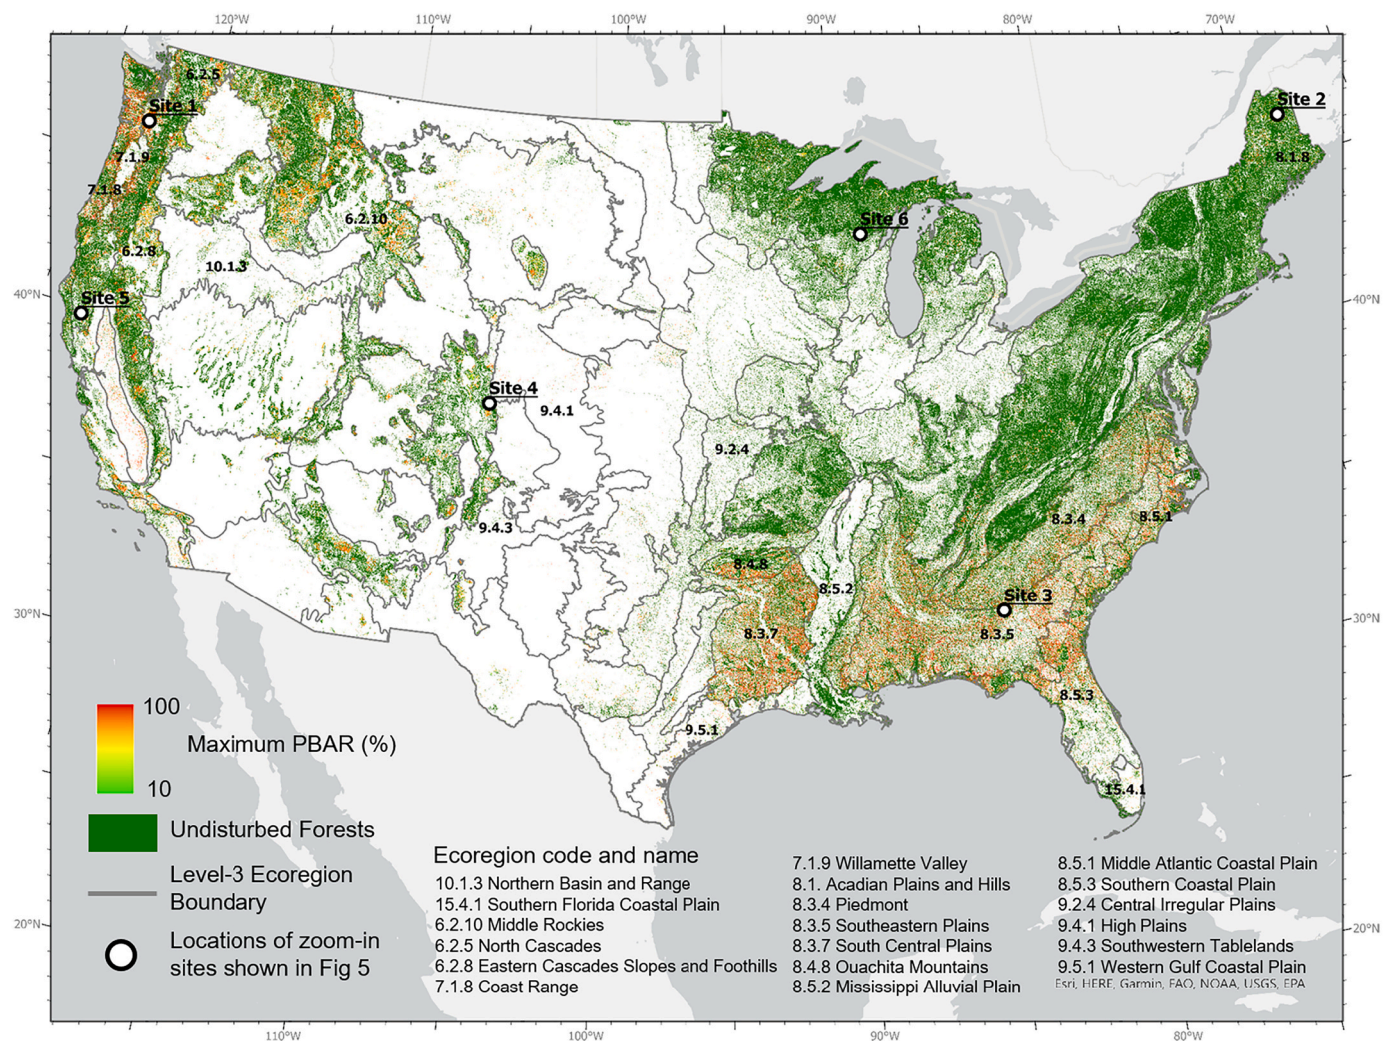 120°W 110°W 100°W 90°W 80°W 70°W
6.2.5
Site 1
Site 2
7.1.9
8.1.8
7.1.8
6.2.10
Site 6
6.2.8
10.1.3
40°N
Site 5
40°N
Site 4
9.4.1
9.2.4
9.4.3
8.3.4
8.5.1
8.4.8
8.5.2
Site 3
30°N
30°N
8.3.7
8.3.5
8.5.3
9.5.1
15.4.1
100
Maximum PBAR (%)
10
Undisturbed Forests
Level-3 Ecoregion
Boundary
Locations of zoom-in
sites shown in Fig 5
20°N
20°N
Ecoregion code and name
10.1.3 Northern Basin and Range
15.4.1 Southern Florida Coastal Plain
6.2.10 Middle Rockies
6.2.5 North Cascades
6.2.8 Eastern Cascades Slopes and Foothills
7.1.8 Coast Range
7.1.9 Willamette Valley
8.1. Acadian Plains and Hills
8.3.4 Piedmont
8.3.5 Southeastern Plains
8.3.7 South Central Plains
8.4.8 Ouachita Mountains
8.5.2 Mississippi Alluvial Plain
8.5.1 Middle Atlantic Coastal Plain
8.5.3 Southern Coastal Plain
9.2.4 Central Irregular Plains
9.4.1 High Plains
9.4.3 Southwestern Tablelands
9.5.1 Western Gulf Coastal Plain
Esri, HERE, Garmin, FAO, NOAA, USGS, EPA
110°W 100°W 90°W 80°W